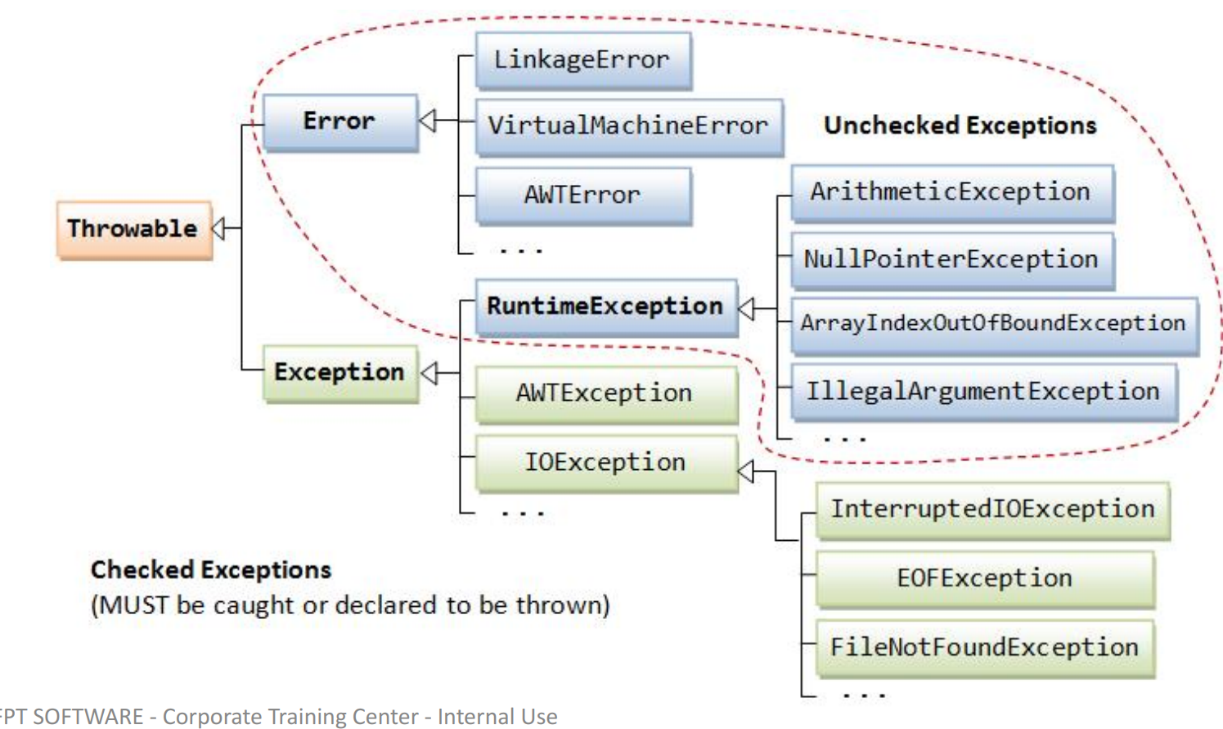 LinkageError
Error
VirtualMachineError
Unchecked Exceptions
AWTError
ArithmeticException
Throwable
. . .
NullPointerException
RuntimeException
ArrayIndexOutOfBoundException
Exception
AWTException
IllegalArgumentException
. . .
IOException
. . .
InterruptedIOException
Checked Exceptions
(MUST be caught or declared to be thrown)
EOFException
FileNotFoundException
. . .
FPT SOFTWARE - Corporate Training Center - Internal Use